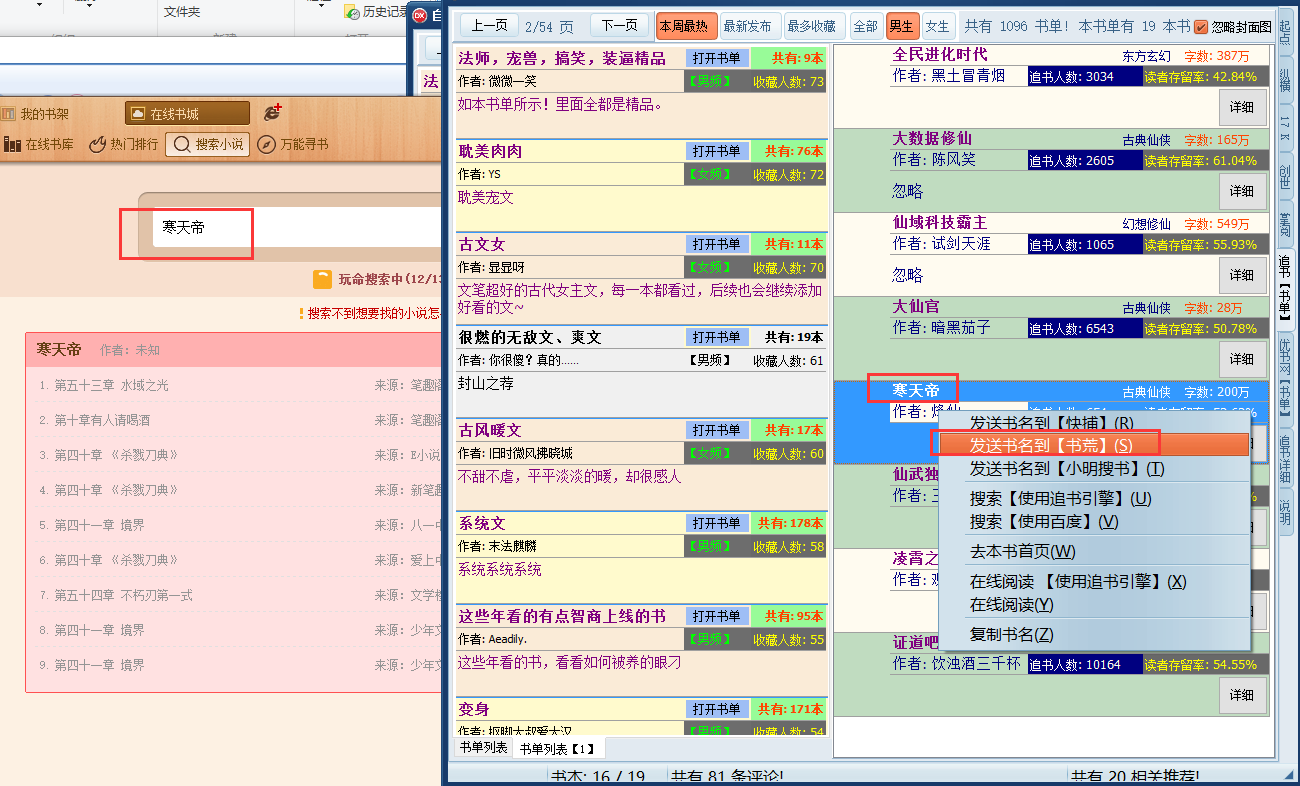 文件夹
历史记录
法
我的书架
在线书城
在线书库
热门排行
搜索小说
万能寻书
寒天帝
玩命搜索中(12/13
搜索不到想要找的小说怎
寒天帝 作者: 未知
1. 第五十三章 水域之光 来源: 笔趣阁
2. 第十章有人请喝酒 来源: 笔趣阁
3. 第四十章 《杀戮刀典》 来源: E小说
4. 第四十章 《杀戮刀典》 来源: 新笔趣
5. 第四十一章 境界 来源: 八一中
6. 第四十章 《杀戮刀典》 来源: 爱上中
7. 第五十四章 不朽刃第一式 来源: 文学楼
8. 第四十一章 境界 来源: 少年文
9. 第四十一章 境界 来源: 少年文
上一页 2/54 页 下一页 本周最热 最新发布 最多收藏 全部 男生 女生 共有 1096 书单! 本书单有 19 本书 忽略封面图
法师，宠兽，搞笑，装逼精品 打开书单 共有: 9本
作者: 微微一笑 【男频】 收藏人数: 73
如本书单所示！里面全都是精品。
耽美肉肉 打开书单 共有: 76本
作者: YS 【女频】 收藏人数: 72
耽美宠文
古文女 打开书单 共有: 11本
作者: 显显呀 【女频】 收藏人数: 70
文笔超好的古代女主文，每一本都看过，后续也会继续添加
好看的文~
很燃的无敌文、爽文 打开书单 共有: 19本
作者: 你很傻？真的…… 【男频】 收藏人数: 61
封山之荐
古风暖文 打开书单 共有: 17本
作者: 旧时微风拂晓城 【女频】 收藏人数: 60
不甜不虐，平平淡淡的暖，却很感人
系统文 打开书单 共有: 178本
作者: 末法麒麟 【男频】 收藏人数: 58
系统系统系统
这些年看的有点智商上线的书 打开书单 共有: 95本
作者: Aeadily. 【男频】 收藏人数: 55
这些年看的书，看看如何被养的眼刁
变身 打开书单 共有: 171本
作者: 抠脚大叔爱大汉 【男频】 收藏人数: 54
书单列表 书单列表【1】
全民进化时代 东方玄幻 字数: 387万
作者: 黑土冒青烟 追书人数: 3034 读者存留率: 42.84%
详细
大数据修仙 古典仙侠 字数: 165万
作者: 陈风笑 追书人数: 2605 读者存留率: 61.04%
忽略 详细
仙域科技霸主 幻想修仙 字数: 549万
作者: 试剑天涯 追书人数: 1065 读者存留率: 55.93%
忽略 详细
大仙官 古典仙侠 字数: 28万
作者: 暗黑茄子 追书人数: 6543 读者存留率: 50.78%
详细
寒天帝 古典仙侠 字数: 200万
作者: 烽仙
发送书名到【快捕】(R)
发送书名到【书荒】(S)
发送书名到【小明搜书】(T)
搜索【使用追书引擎】(U)
搜索【使用百度】(V)
去本书首页(W)
在线阅读 【使用追书引擎】(X)
在线阅读(Y)
复制书名(Z)
仙武独
作者:
凌霄之
作者:
证道吧
作者: 饮浊酒三千杯 追书人数: 10164 读者存留率: 54.55%
详细
起点
纵横
17K
创世
掌阅
追书【书单】
优书网【书单】
追书详细
说明
书本: 16 / 19 共有 81 条评论! 共有 20 相关推荐!